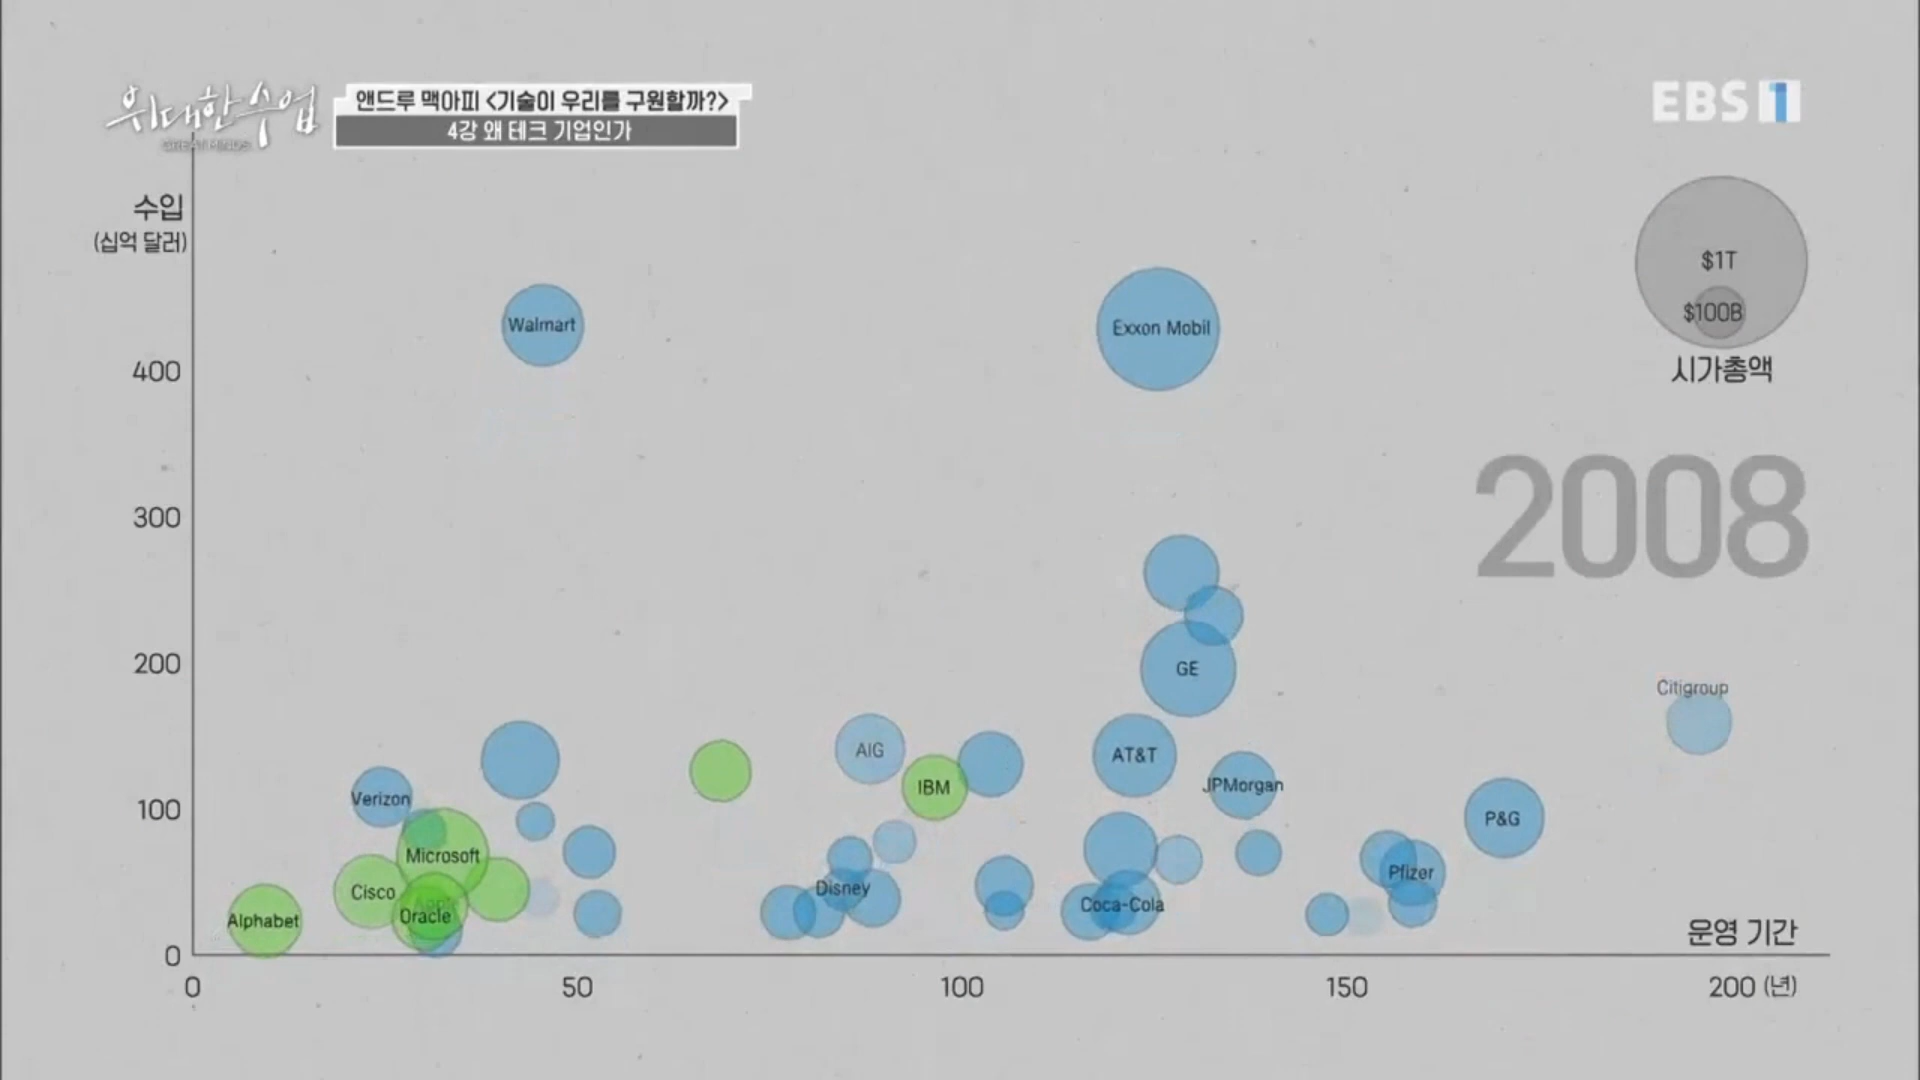 위대한 수업
GREAT MINDS
앤드루 맥아피 <기술이 우리를 구원할까?>
4강 왜 테크 기업인가
EBS 1
수입
(십억 달러)
$1T
$100B
시가총액
Walmart
Exxon Mobil
400
300
2008
200
GE
Citigroup
AIG
AT&T
IBM
JPMorgan
Verizon
100
P&G
Microsoft
Pfizer
Cisco
Disney
Apple
Coca-Cola
Oracle
Alphabet
운영 기간
0
0
50
100
150
200 (년)